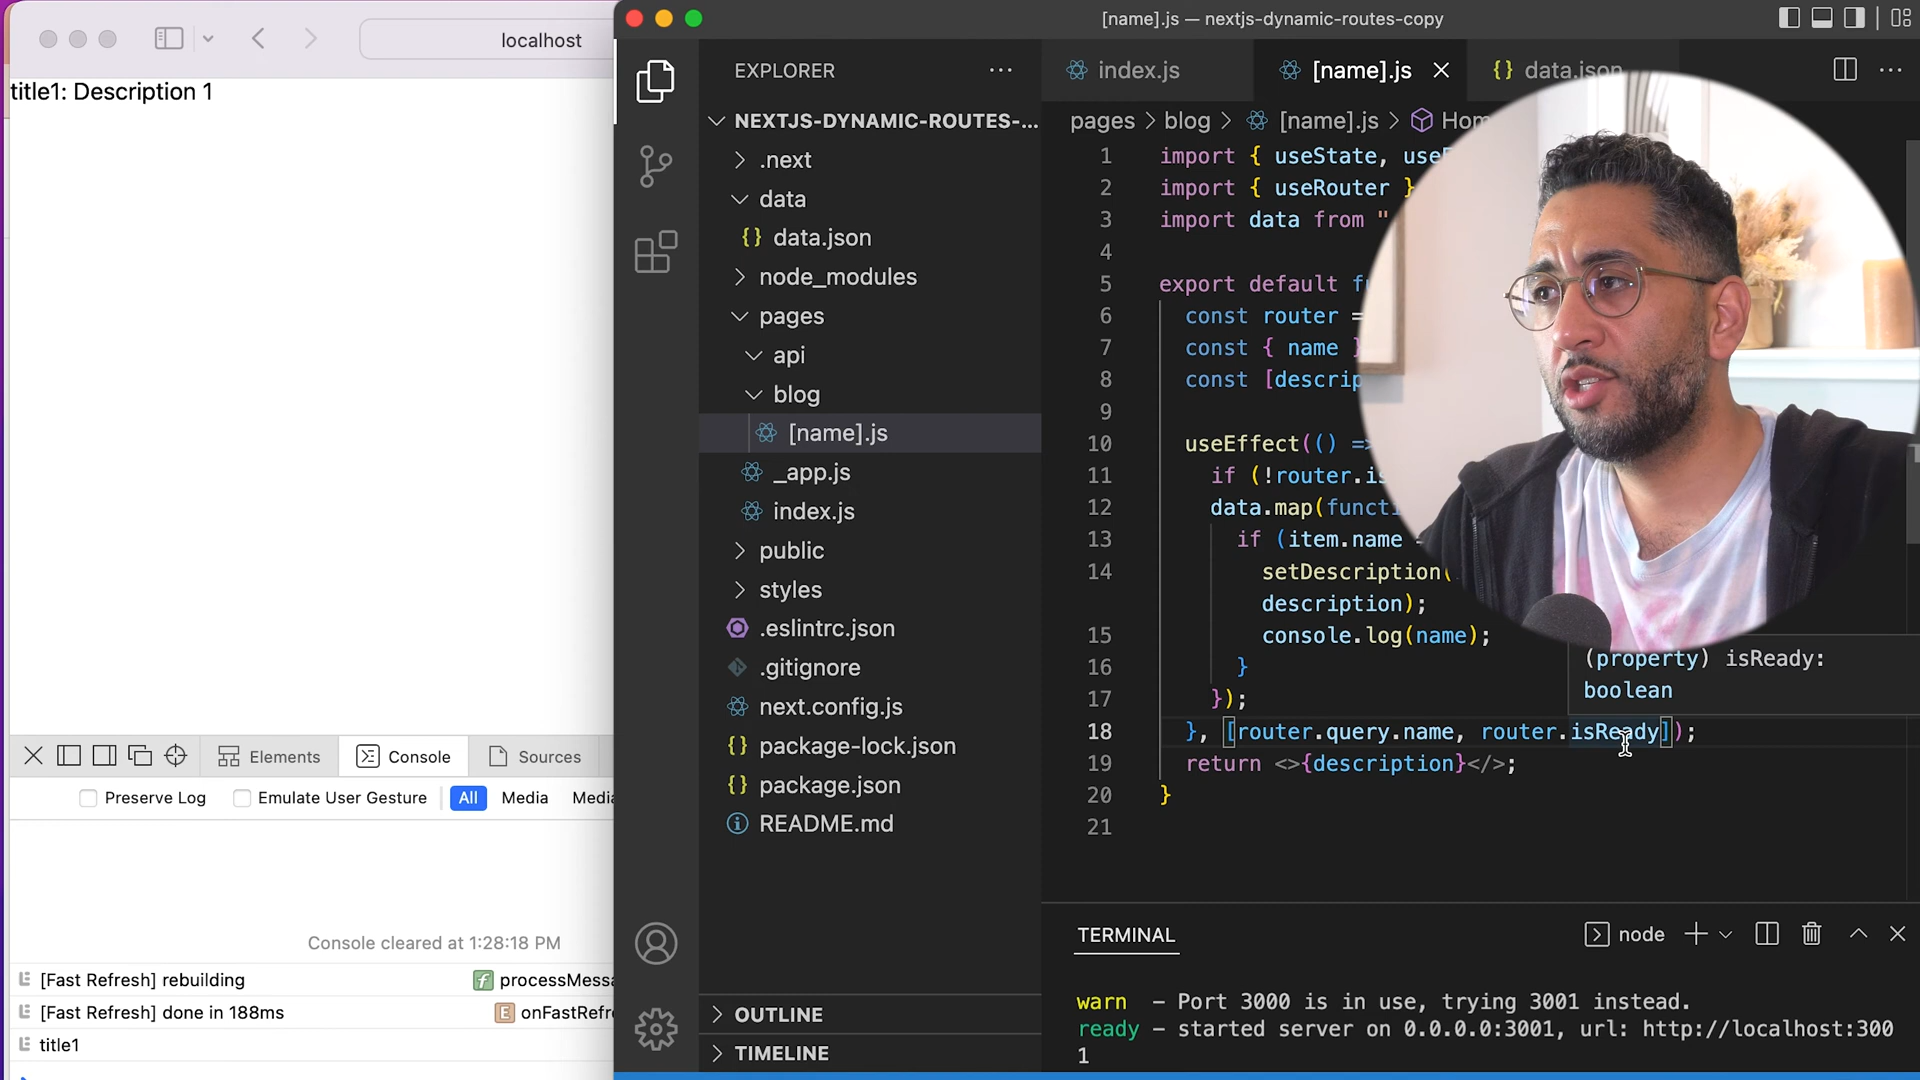 localhost
title1: Description 1
Elements
Console
Sources
Preserve Log
Emulate User Gesture
All
Media
Console cleared at 1:28:18 PM
[Fast Refresh] rebuilding
[Fast Refresh] done in 188ms
title1
[name].js — nextjs-dynamic-routes-copy
EXPLORER
NEXTJS-DYNAMIC-ROUTES-...
.next
data
{} data.json
node_modules
pages
api
blog
[name].js
_app.js
index.js
public
styles
.eslintrc.json
.gitignore
next.config.js
{} package-lock.json
{} package.json
README.md
OUTLINE
TIMELINE
index.js
[name].js
{} data.json
pages > blog > [name].js >
1 import { useState,
2 import { useRouter }
3 import data from "
4
5 export default
6 const router =
7 const { name }
8 const [descrip
9
10 useEffect(() =>
11 if (!router.is
12 data.map(functi
13 if (item.name
14 setDescription(
description);
15 console.log(name);
16 }
17 });
18 }, [router.query.name, router.isReady]);
19 return <>{description}</>;
20 }
21
(property) isReady:
boolean
TERMINAL
node
warn - Port 3000 is in use, trying 3001 instead.
ready - started server on 0.0.0.0:3001, url: http://localhost:300
1